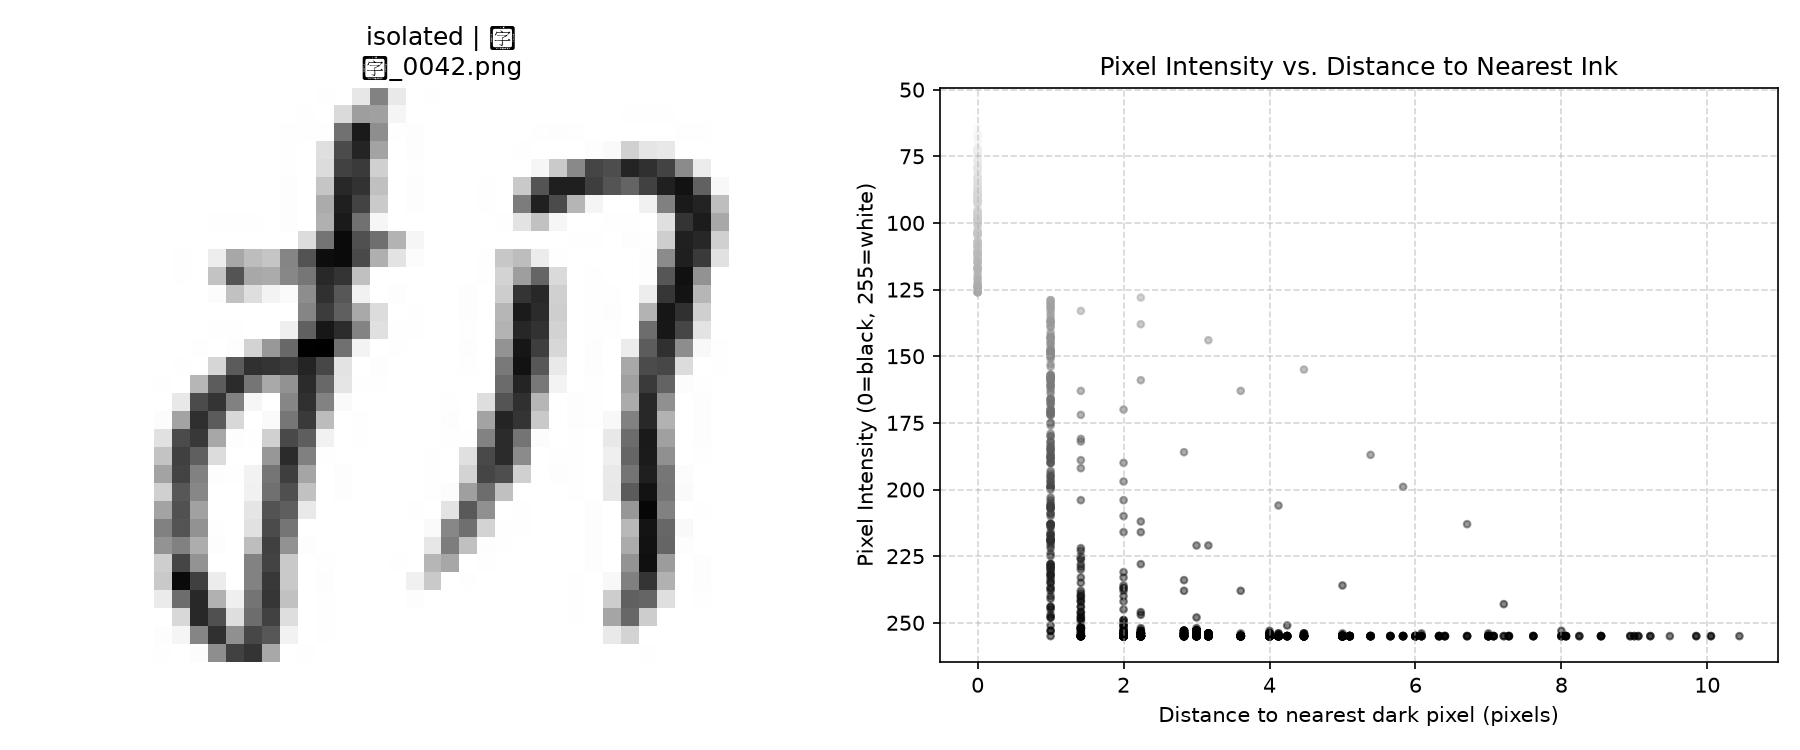 isolated |
_0042.png
Pixel Intensity vs. Distance to Nearest Ink
50
75
100
125
150
175
200
225
250
Pixel Intensity (0=black, 255=white)
0 2 4 6 8 10
Distance to nearest dark pixel (pixels)